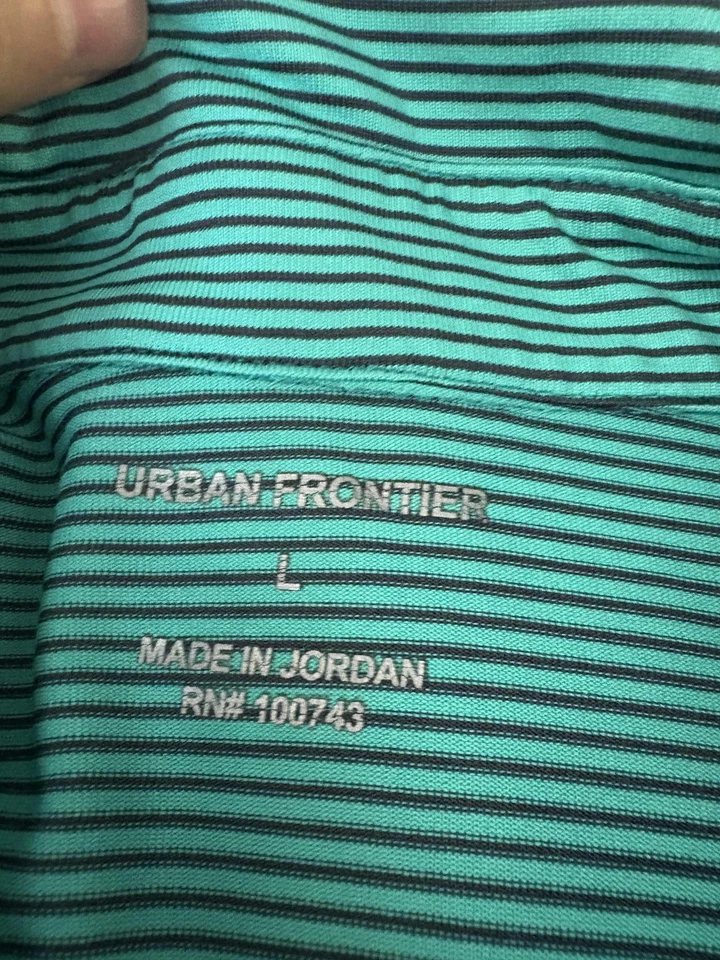 URBAN FRONTIER
L
MADE IN JORDAN
RN# 100743